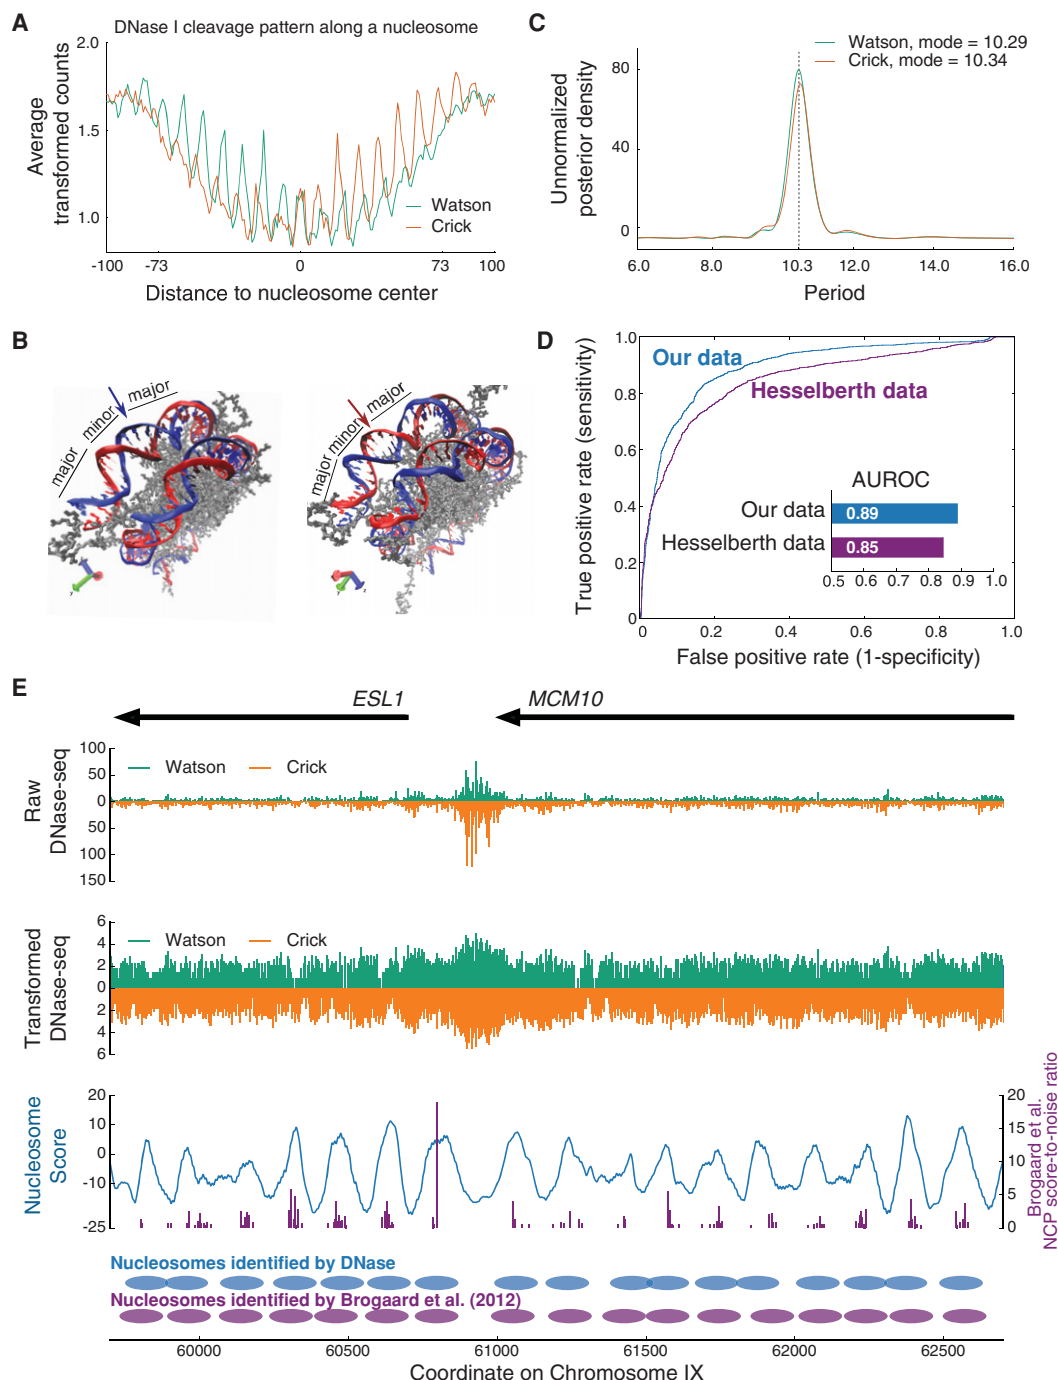 A
DNase I cleavage pattern along a nucleosome
Average
transformed counts
2.0
1.5
1.0
Watson
Crick
-100
-73
0
73
100
Distance to nucleosome center
C
Watson, mode = 10.29
Crick, mode = 10.34
Unnormalized
posterior density
80
40
0
6.0
8.0
10.3
12.0
14.0
16.0
Period
B
major
minor
major
major
minor
major
D
True positive rate (sensitivity)
1.0
0.8
0.6
0.4
0.2
0
Our data
Hesselberth data
AUROC
Our data
0.89
Hesselberth data
0.85
0.5
0.6
0.7
0.8
0.9
1.0
0
0.2
0.4
0.6
0.8
1.0
False positive rate (1-specificity)
E
ESL1
MCM10
Raw
DNase-seq
100
50
0
50
100
150
Watson
Crick
Transformed
DNase-seq
6
4
2
0
2
4
6
Watson
Crick
Nucleosome
Score
20
10
0
-10
-25
20
15
10
5
0
Brogaard et al.
NCP score-to-noise ratio
Nucleosomes identified by DNase
Nucleosomes identified by Brogaard et al. (2012)
60000
60500
61000
61500
62000
62500
Coordinate on Chromosome IX